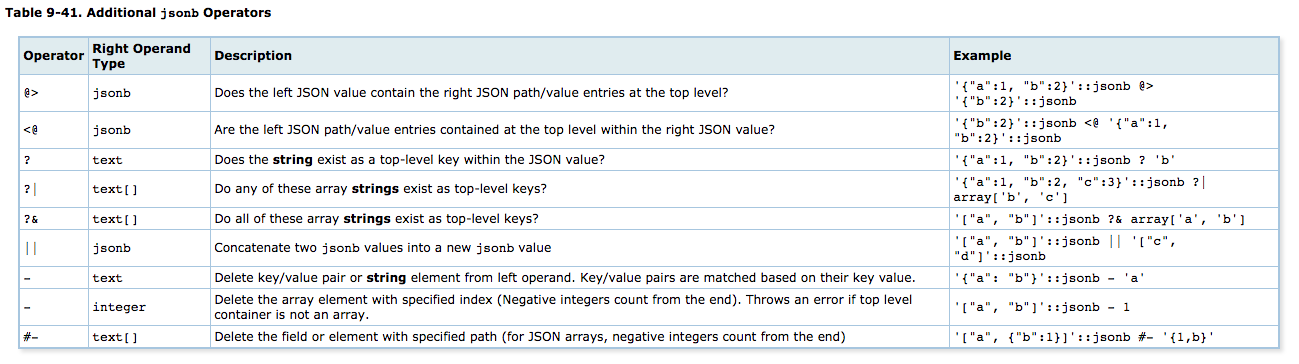 Table 9-41. Additional jsonb Operators
Operator Right Operand Type Description Example
@> jsonb Does the left JSON value contain the right JSON path/value entries at the top level? '{"a":1, "b":2}'::jsonb @>
'{"b":2}'::jsonb
<@ jsonb Are the left JSON path/value entries contained at the top level within the right JSON value? '{"b":2}'::jsonb <@ '{"a":1,
"b":2}'::jsonb
? text Does the string exist as a top-level key within the JSON value? '{"a":1, "b":2}'::jsonb ? 'b'
?| text[] Do any of these array strings exist as top-level keys? '{"a":1, "b":2, "c":3}'::jsonb ?|
array['b', 'c']
?& text[] Do all of these array strings exist as top-level keys? '["a", "b"]'::jsonb ?& array['a', 'b']
|| jsonb Concatenate two jsonb values into a new jsonb value '["a", "b"]'::jsonb || '["c",
"d"]'::jsonb
- text Delete key/value pair or string element from left operand. Key/value pairs are matched based on their key value. '{"a": "b"}'::jsonb - 'a'
- integer Delete the array element with specified index (Negative integers count from the end). Throws an error if top level
container is not an array. '["a", "b"]'::jsonb - 1
#- text[] Delete the field or element with specified path (for JSON arrays, negative integers count from the end) '["a", {"b":1}]'::jsonb #- '{1,b}'